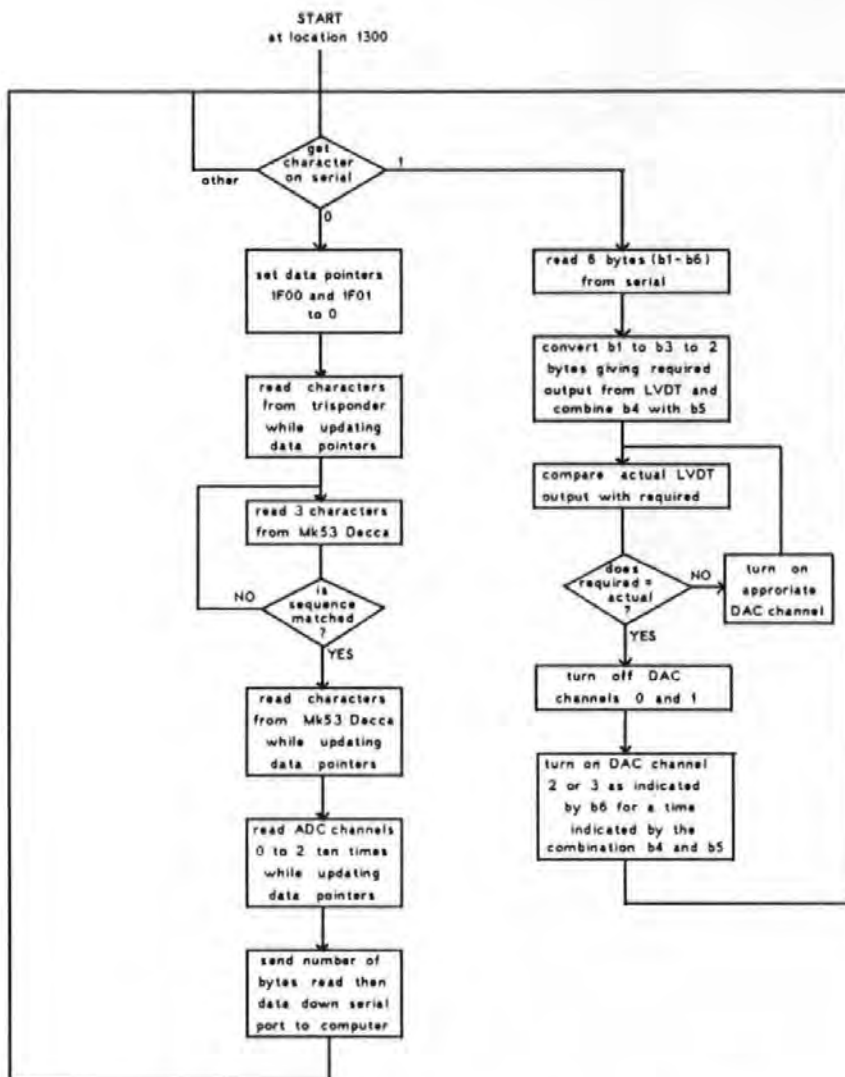 START
at location 1300
get
character
on serial
other
1
0
set data pointers
1F00 and 1F01
to 0
read characters
from trisponder
while updating
data pointers
read 3 characters
from Mk53 Decca
is
sequence
matched
?
NO
YES
read characters
from Mk53 Decca
while updating
data pointers
read ADC channels
0 to 2 ten times
while updating
data pointers
send number of
bytes read then
data down serial
port to computer
read 6 bytes (b1-b6)
from serial
convert b1 to b3 to 2
bytes giving required
output from LVDT and
combine b4 with b5
compare actual LVDT
output with required
does
required =
actual
?
NO
YES
turn on
approriate
DAC channel
turn off DAC
channels 0 and 1
turn on DAC channel
2 or 3 as indicated
by b6 for a time
indicated by the
combination b4 and b5